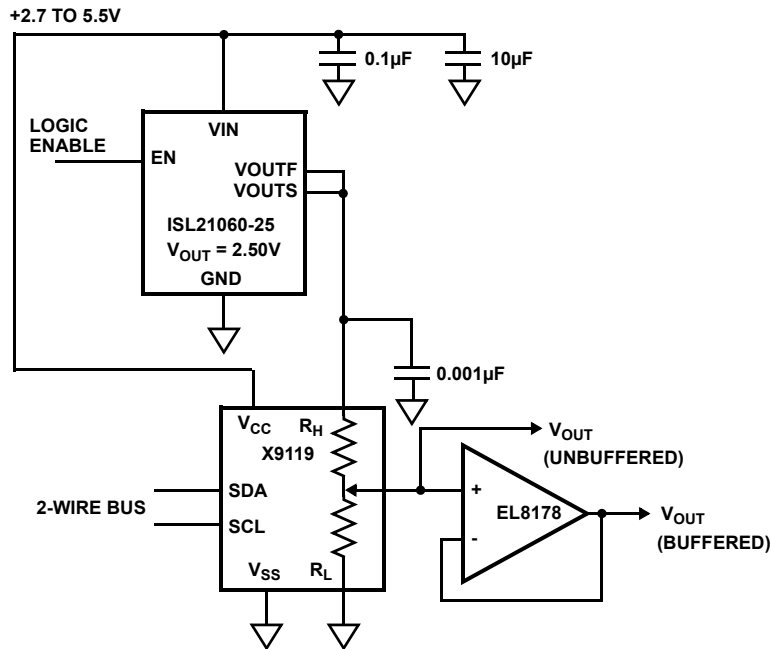 +2.7 TO 5.5V
0.1µF
10µF
LOGIC
ENABLE
VIN
EN
VOUTF
VOUTS
ISL21060-25
VOUT = 2.50V
GND
0.001µF
VCC
RH
X9119
VOUT
(UNBUFFERED)
2-WIRE BUS
SDA
SCL
+
EL8178
-
VOUT
(BUFFERED)
VSS
RL